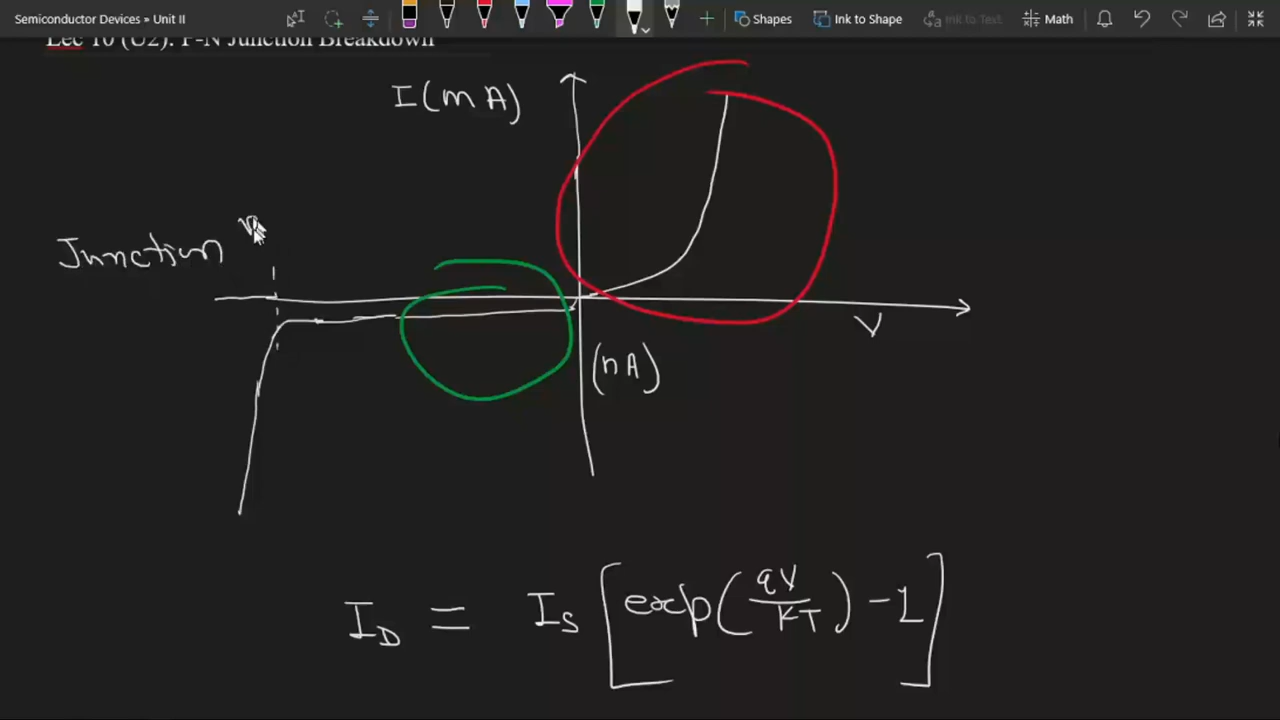 Semiconductor Devices » Unit II
Shapes
Ink to Shape
Ink to Text
Math
Lec 10 (U2): P-N Junction Breakdown
I (mA)
Junction
V
(nA)
I_D = I_S [exp(qV/KT) - 1]